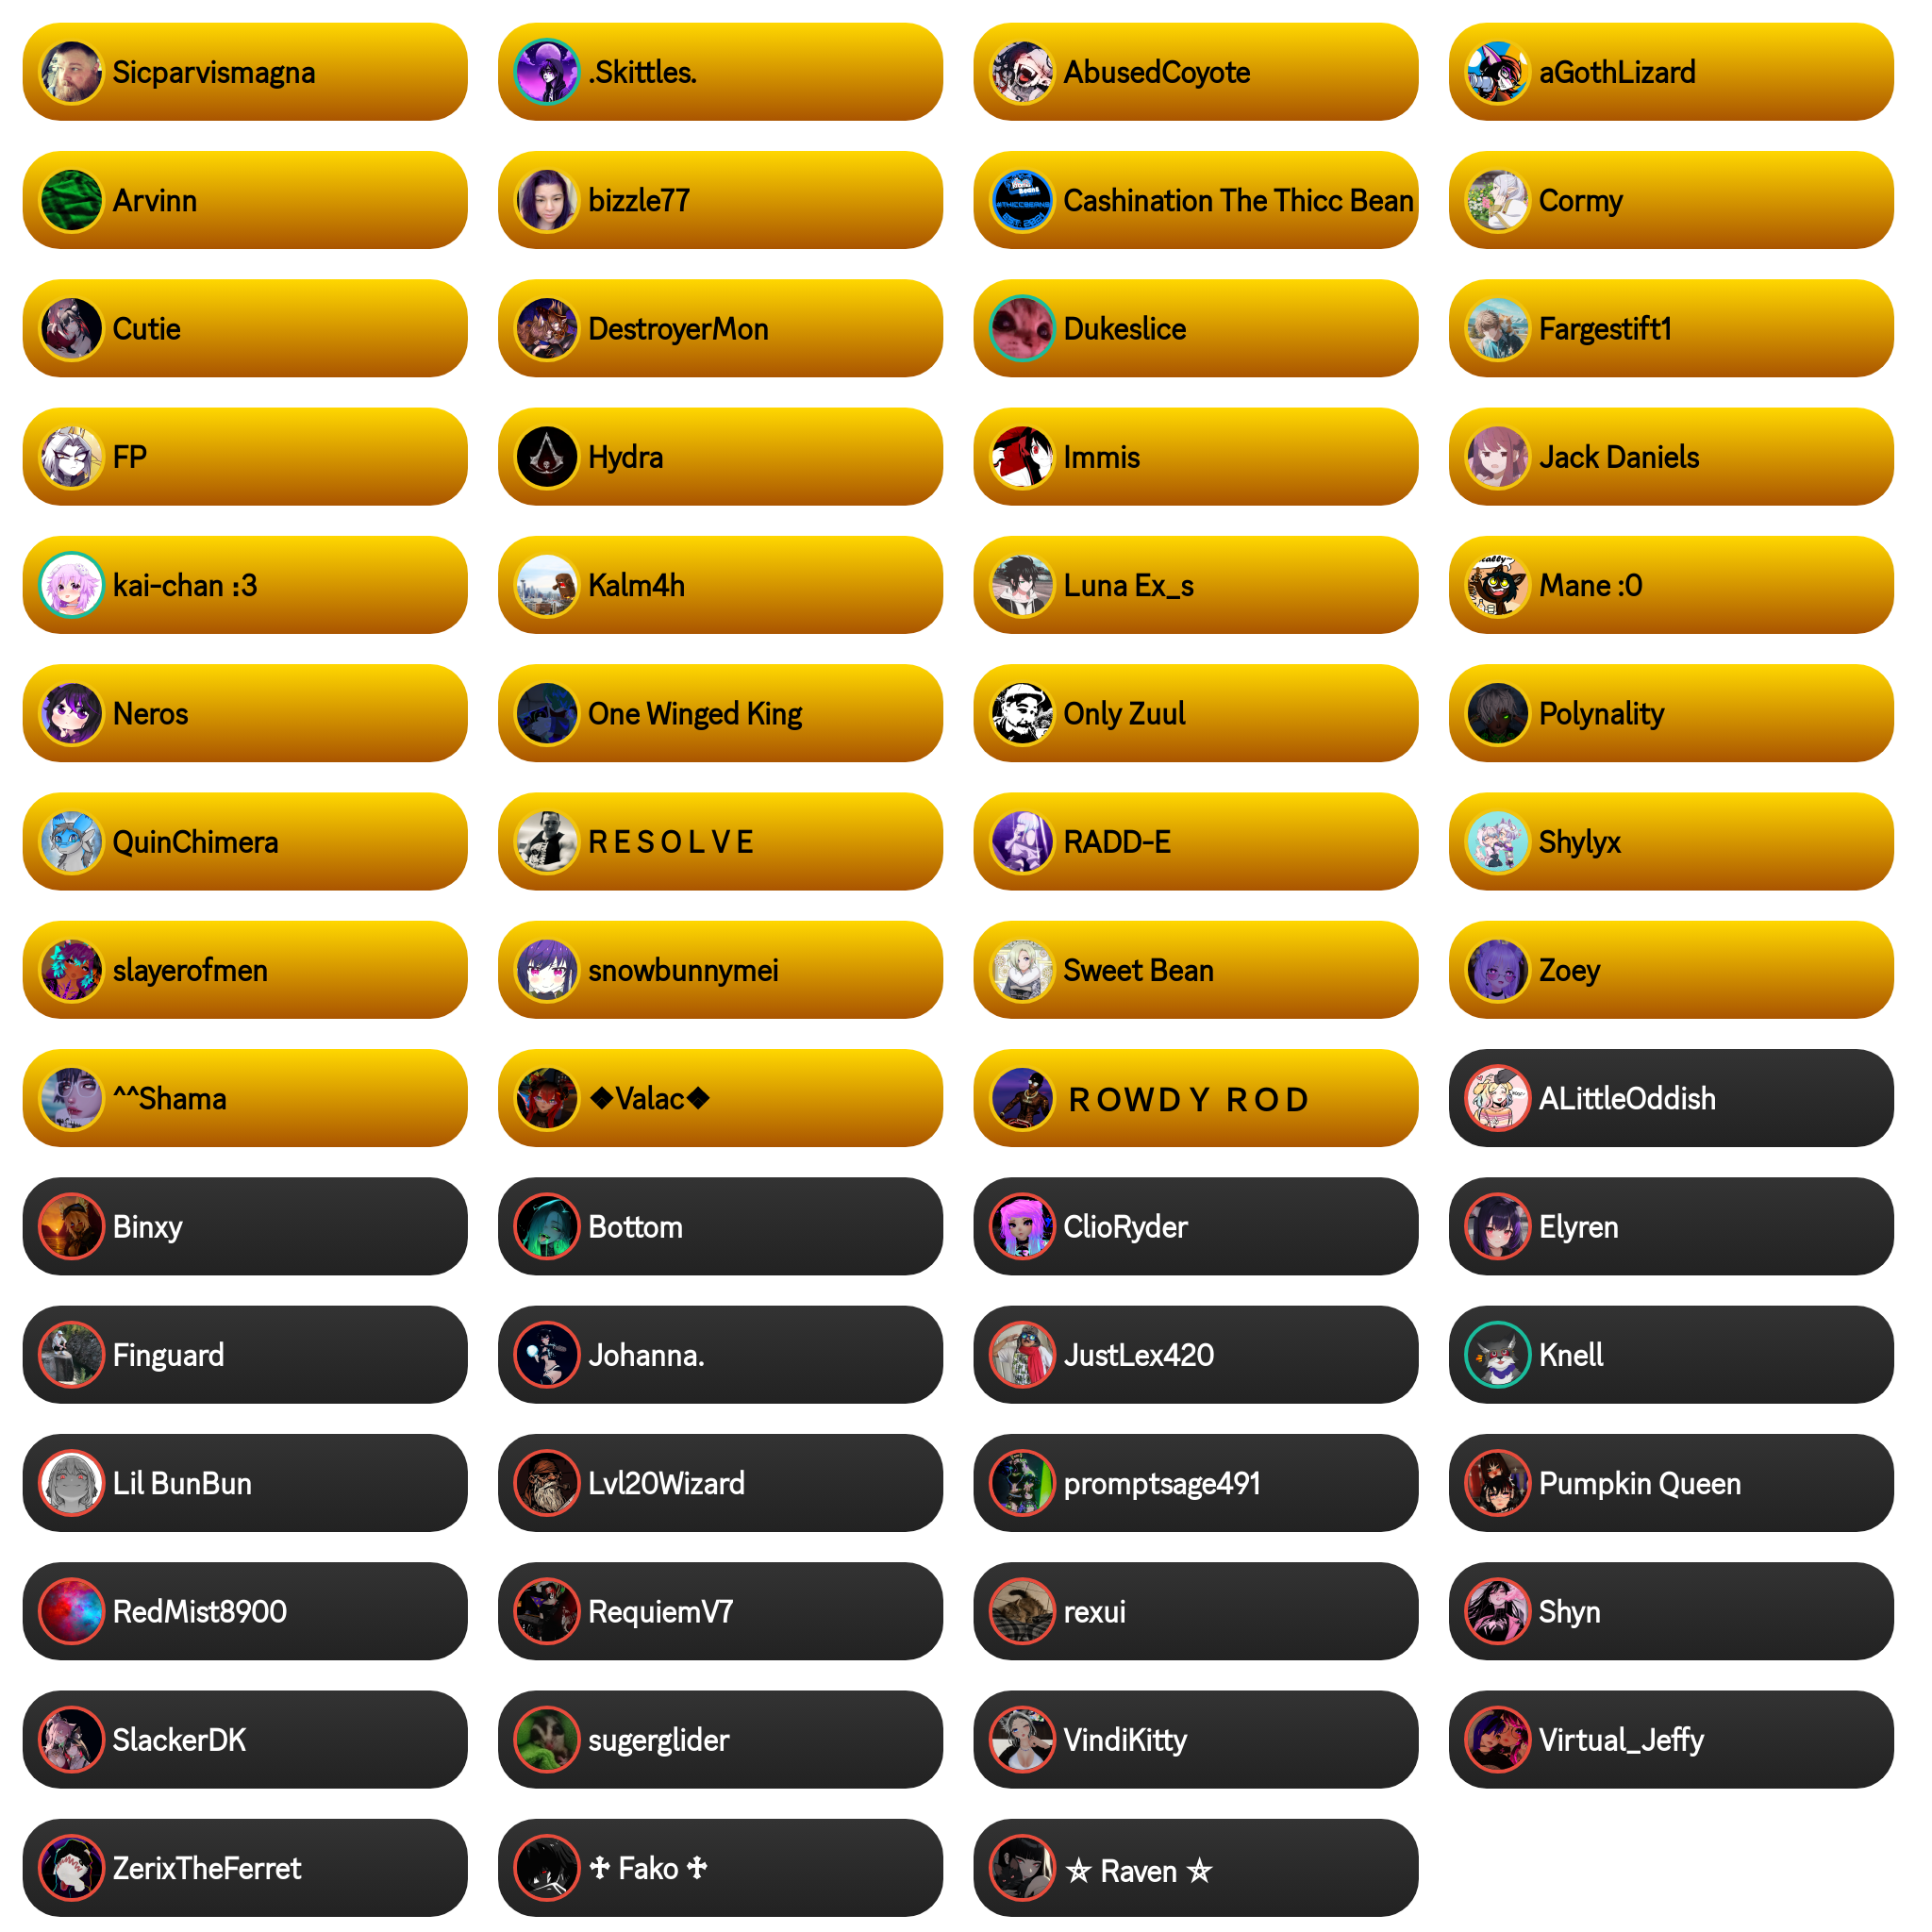 Sicparvismagna
.Skittles.
AbusedCoyote
aGothLizard
Arvinn
bizzle77
Cashination The Thicc Bean
Cormy
Cutie
DestroyerMon
Dukeslice
Fargestift1
FP
Hydra
Immis
Jack Daniels
kai-chan :3
Kalm4h
Luna Ex_s
Mane :0
Neros
One Winged King
Only Zuul
Polynality
QuinChimera
R E S O L V E
RADD-E
Shylyx
slayerofmen
snowbunnymei
Sweet Bean
Zoey
^^Shama
❖Valac❖
ＲＯＷＤＹ ＲＯＤ
ALittleOddish
Binxy
Bottom
ClioRyder
Elyren
Finguard
Johanna.
JustLex420
Knell
Lil BunBun
Lvl20Wizard
promptsage491
Pumpkin Queen
RedMist8900
RequiemV7
rexui
Shyn
SlackerDK
sugerglider
VindiKitty
Virtual_Jeffy
ZerixTheFerret
♱ Fako ♱
⛤ Raven ⛤